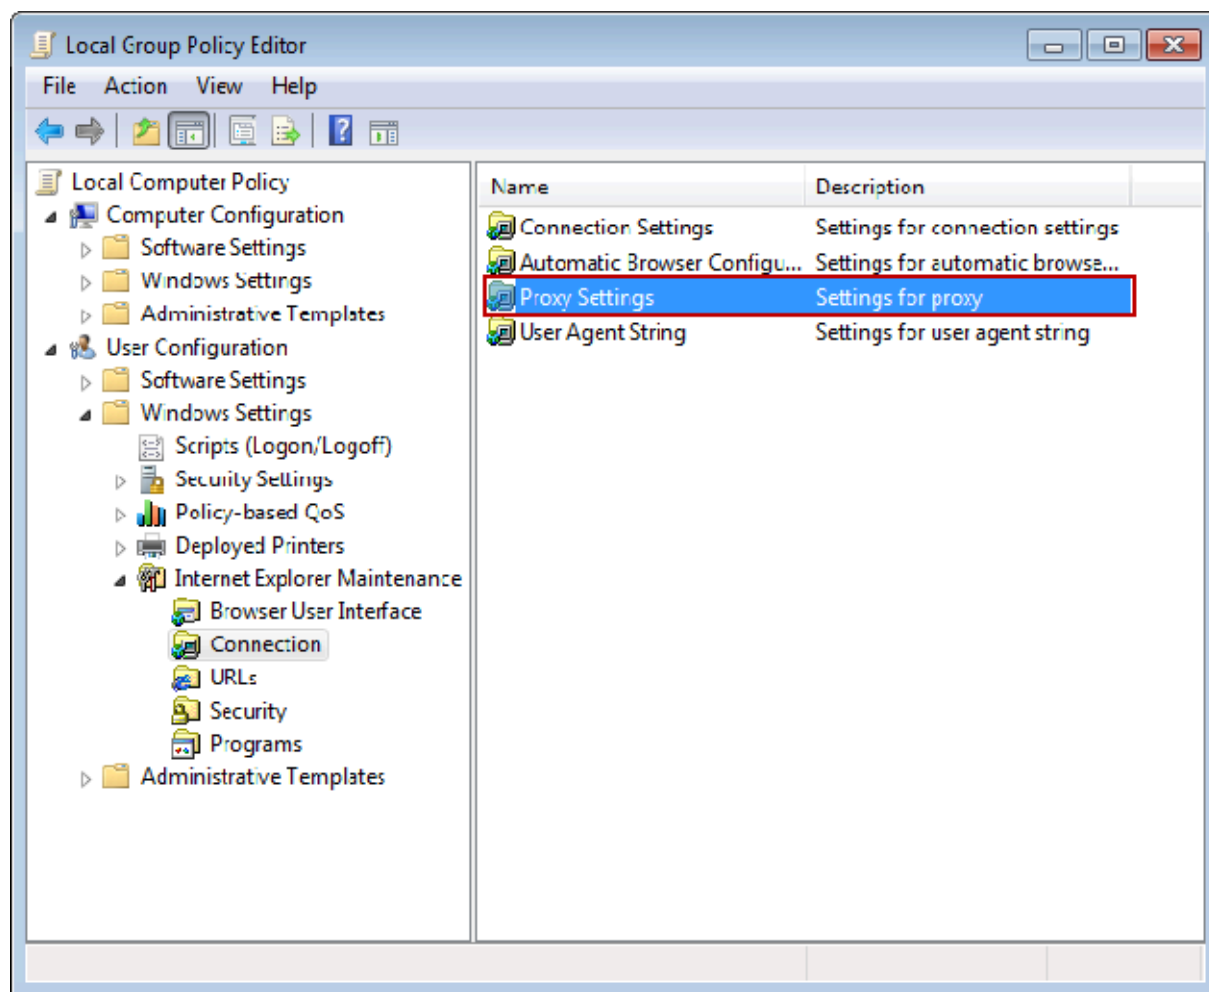 Local Group Policy Editor
File Action View Help
Local Computer Policy
Computer Configuration
Software Settings
Windows Settings
Administrative Templates
User Configuration
Software Settings
Windows Settings
Scripts (Logon/Logoff)
Security Settings
Policy-based QoS
Deployed Printers
Internet Explorer Maintenance
Browser User Interface
Connection
URLs
Security
Programs
Administrative Templates
Name Description
Connection Settings Settings for connection settings
Automatic Browser Configu... Settings for automatic browse...
Proxy Settings Settings for proxy
User Agent String Settings for user agent string